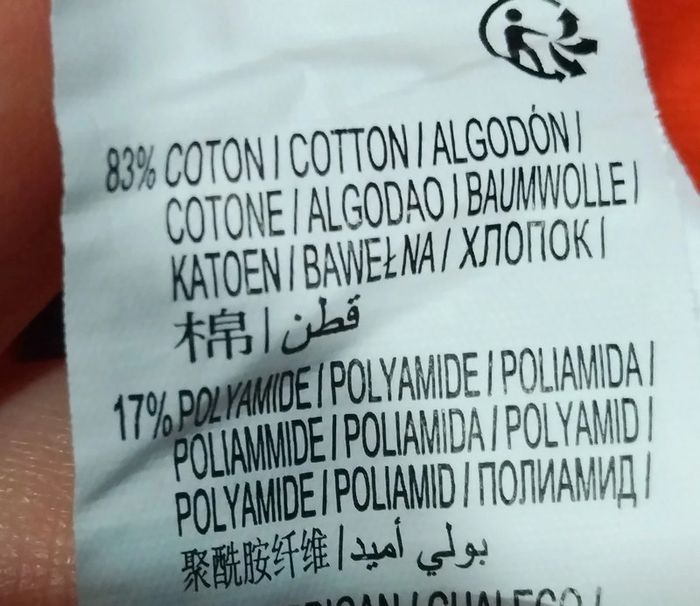 83% COTON / COTTON / ALGODÓN /
COTONE / ALGODAO / BAUMWOLLE /
KATOEN / BAWEŁNA / ХЛОПОК /
棉 / قطن
17% POLYAMIDE / POLYAMIDE / POLIAMIDA /
POLIAMMIDE / POLIAMIDA / POLYAMID /
POLYAMIDE / POLIAMID / ПОЛИАМИД /
聚酰胺纤维 / بولي أميد